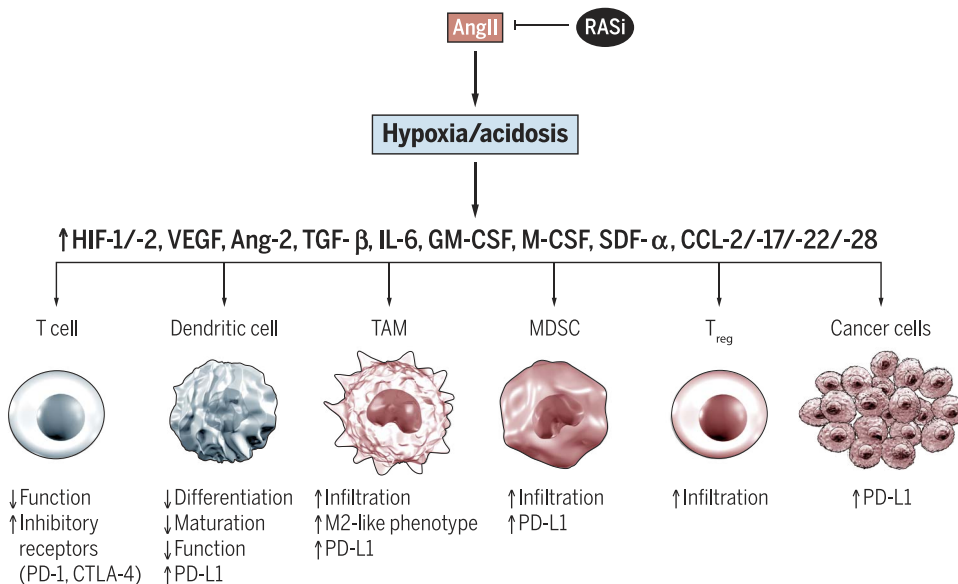 AngII
RASi
Hypoxia/acidosis
↑HIF-1/-2, VEGF, Ang-2, TGF- β, IL-6, GM-CSF, M-CSF, SDF- α, CCL-2/-17/-22/-28
T cell
Dendritic cell
TAM
MDSC
Treg
Cancer cells
↓Function
↑Inhibitory
receptors
(PD-1, CTLA-4)
↓Differentiation
↓Maturation
↓Function
↑PD-L1
↑Infiltration
↑M2-like phenotype
↑PD-L1
↑Infiltration
↑PD-L1
↑Infiltration
↑PD-L1